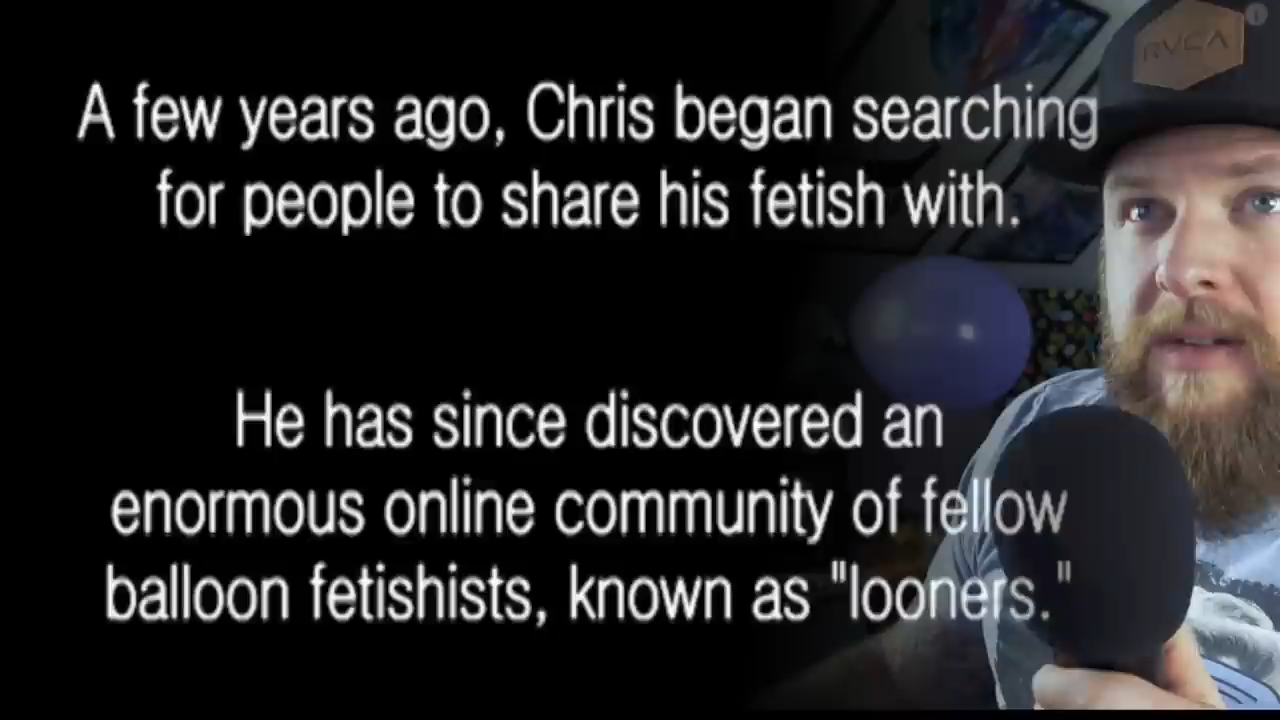 RVCA
A few years ago, Chris began searching
for people to share his fetish with.
He has since discovered an
enormous online community of fellow
balloon fetishists, known as "looners."